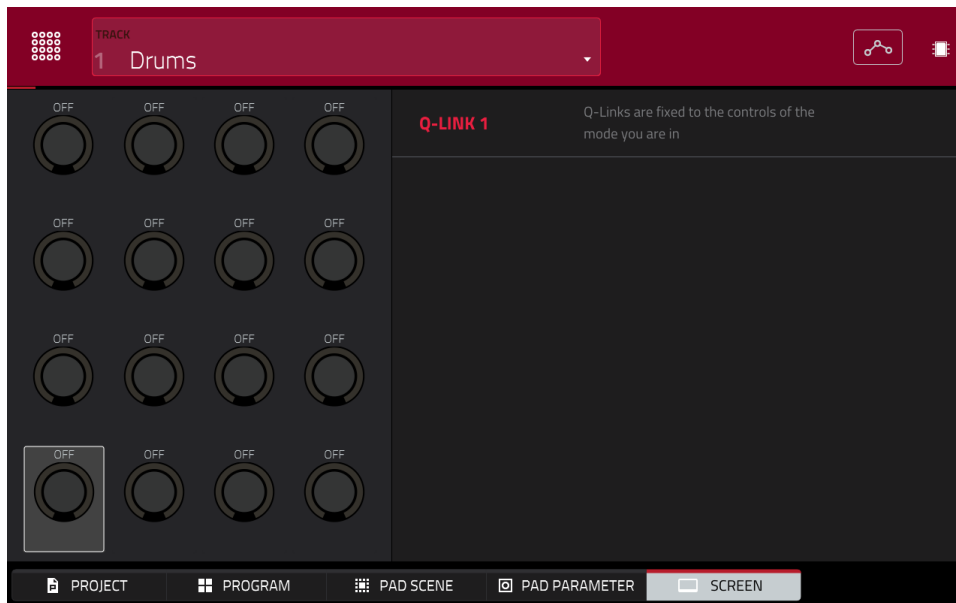 TRACK
1 Drums
OFF OFF OFF OFF
OFF OFF OFF OFF
OFF OFF OFF OFF
OFF OFF OFF OFF
Q-LINK 1
Q-Links are fixed to the controls of the
mode you are in
PROJECT PROGRAM PAD SCENE PAD PARAMETER SCREEN